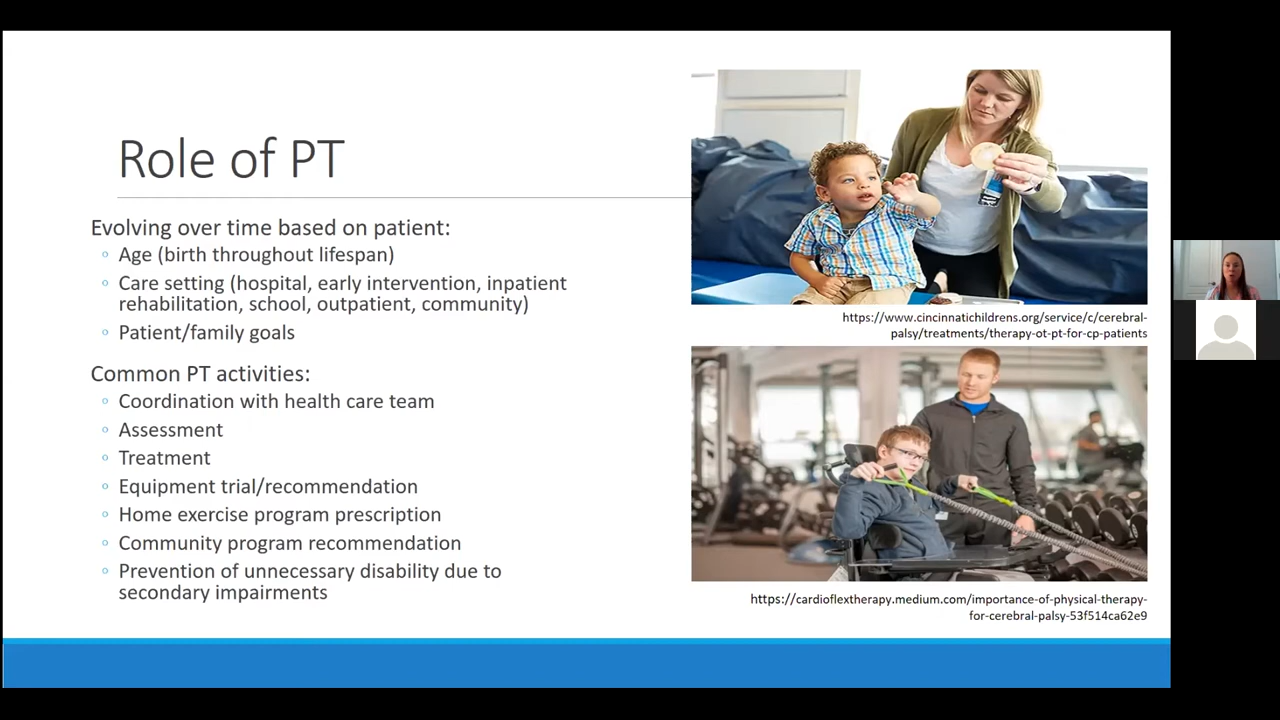 Role of PT
Evolving over time based on patient:
Age (birth throughout lifespan)
Care setting (hospital, early intervention, inpatient
rehabilitation, school, outpatient, community)
Patient/family goals
Common PT activities:
Coordination with health care team
Assessment
Treatment
Equipment trial/recommendation
Home exercise program prescription
Community program recommendation
Prevention of unnecessary disability due to
secondary impairments
https://www.cincinnatichildrens.org/service/c/cerebral-
palsy/treatments/therapy-ot-pt-for-cp-patients
https://cardioflextherapy.medium.com/importance-of-physical-therapy-
for-cerebral-palsy-53f514ca62e9